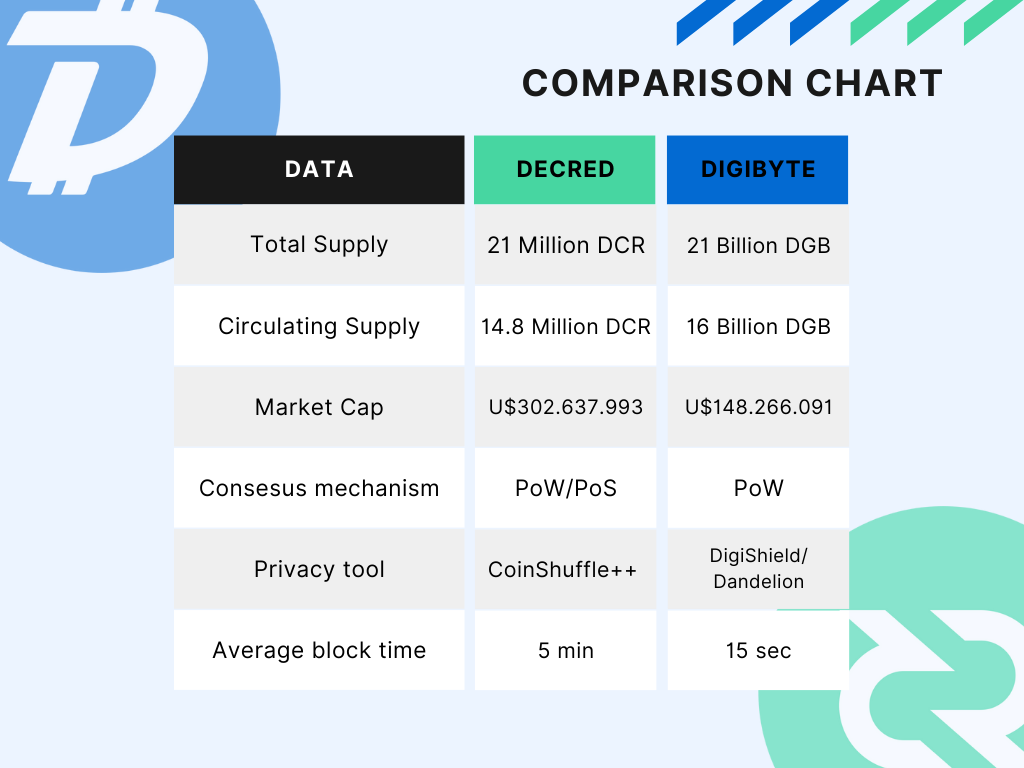 COMPARISON CHART
DATA DECRED DIGIBYTE
Total Supply 21 Million DCR 21 Billion DGB
Circulating Supply 14.8 Million DCR 16 Billion DGB
Market Cap U$302.637.993 U$148.266.091
Consesus mechanism PoW/PoS PoW
Privacy tool CoinShuffle++ DigiShield/
Dandelion
Average block time 5 min 15 sec